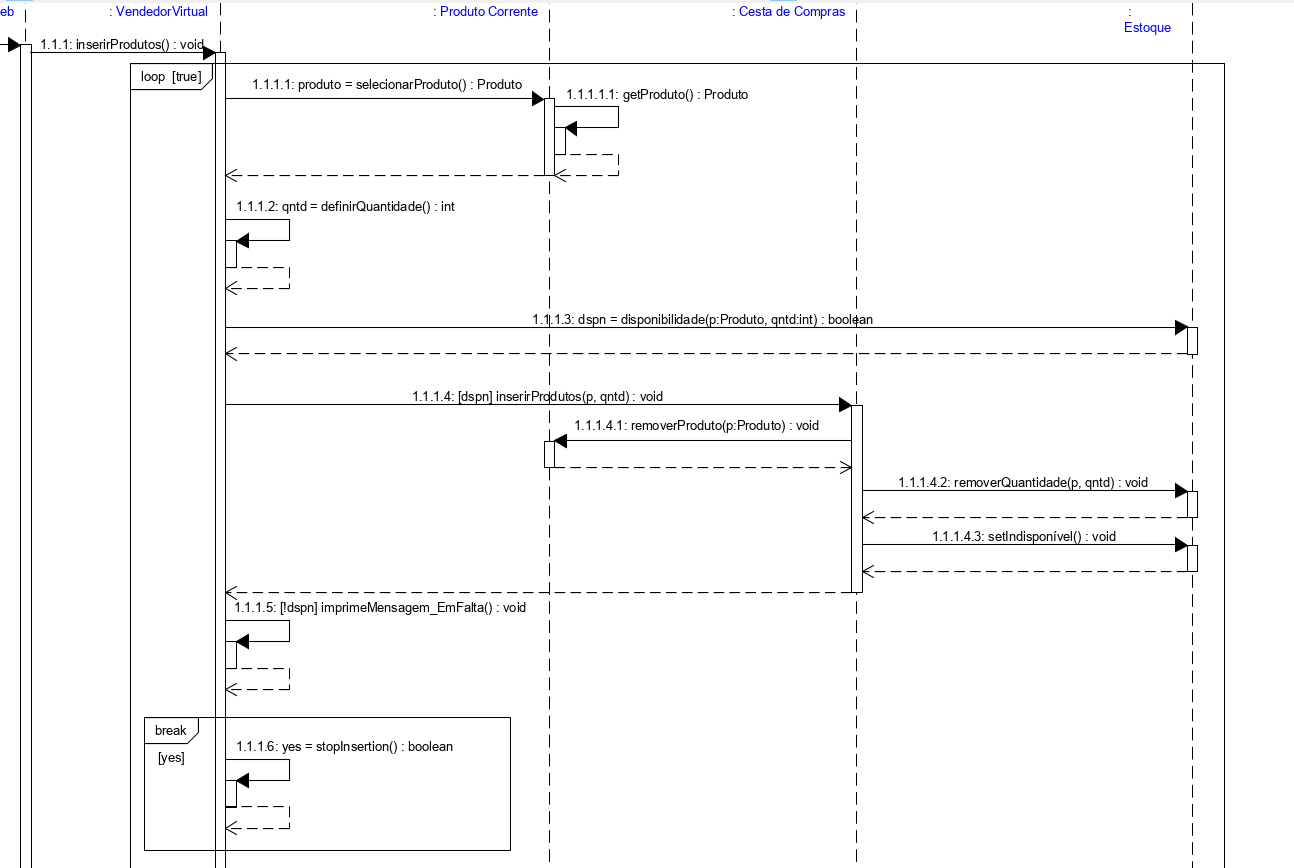 eb
: VendedorVirtual
: Produto Corrente
: Cesta de Compras
:
Estoque
1.1.1: inserirProdutos() : void
loop [true]
1.1.1.1: produto = selecionarProduto() : Produto
1.1.1.1.1: getProduto() : Produto
1.1.1.2: qntd = definirQuantidade() : int
1.1.1.3: dspn = disponibilidade(p:Produto, qntd:int) : boolean
1.1.1.4: [dspn] inserirProdutos(p, qntd) : void
1.1.1.4.1: removerProduto(p:Produto) : void
1.1.1.4.2: removerQuantidade(p, qntd) : void
1.1.1.4.3: setIndisponível() : void
1.1.1.5: [!dspn] imprimeMensagem_EmFalta() : void
break
1.1.1.6: yes = stopInsertion() : boolean
[yes]